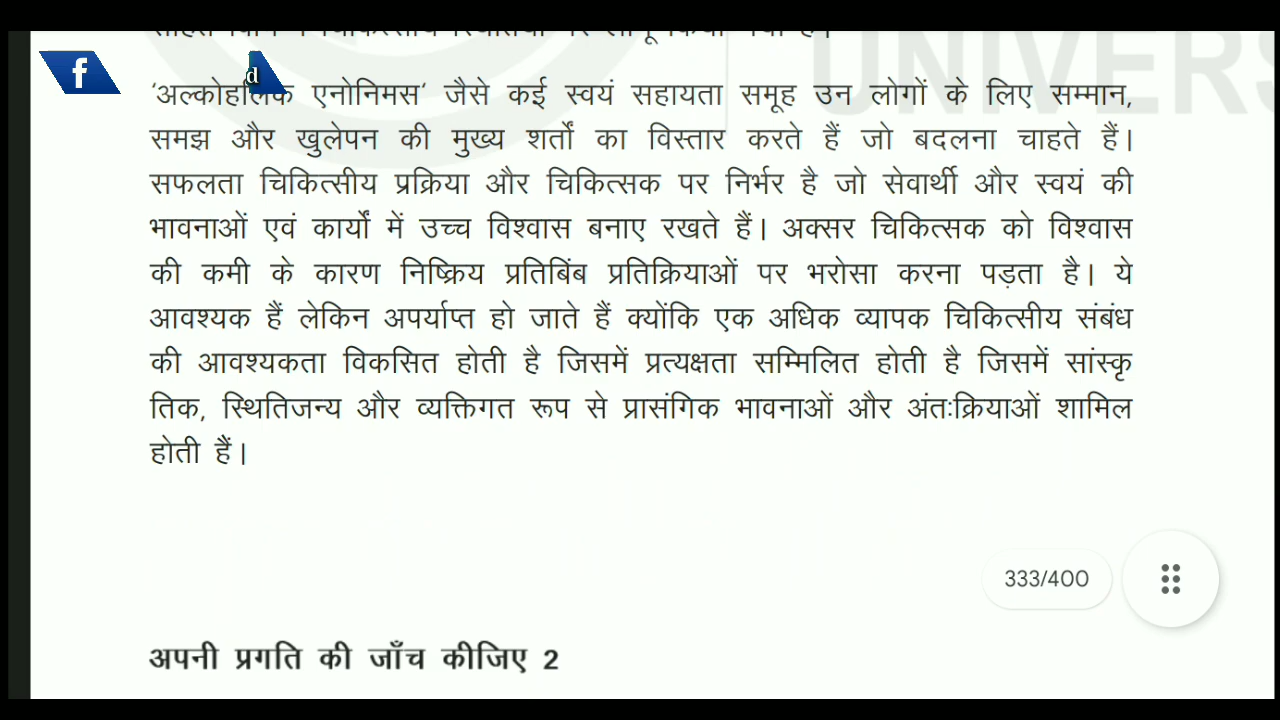 'अल्कोहलिक एनोनिमस' जैसे कई स्वयं सहायता समूह उन लोगों के लिए सम्मान,
समझ और खुलेपन की मुख्य शर्तों का विस्तार करते हैं जो बदलना चाहते हैं।
सफलता चिकित्सीय प्रक्रिया और चिकित्सक पर निर्भर है जो सेवार्थी और स्वयं की
भावनाओं एवं कार्यों में उच्च विश्वास बनाए रखते हैं। अक्सर चिकित्सक को विश्वास
की कमी के कारण निष्क्रिय प्रतिबिंब प्रतिक्रियाओं पर भरोसा करना पड़ता है। ये
आवश्यक हैं लेकिन अपर्याप्त हो जाते हैं क्योंकि एक अधिक व्यापक चिकित्सीय संबंध
की आवश्यकता विकसित होती है जिसमें प्रत्यक्षता सम्मिलित होती है जिसमें सांस्कृ
तिक, स्थितिजन्य और व्यक्तिगत रूप से प्रासंगिक भावनाओं और अंतःक्रियाओं शामिल
होती हैं।
333/400
अपनी प्रगति की जाँच कीजिए 2
f
d
UNIVERS